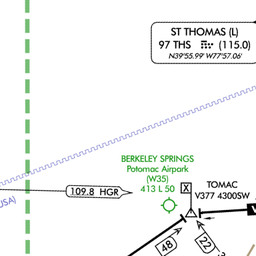 ST THOMAS (L)
97 THS (115.0)
N39°55.99' W77°57.06'
BERKELEY SPRINGS
Potomac Airpark
(W35)
413 L 50
X
TOMAC
V377 4300SW
109.8 HGR
USA)
48
22